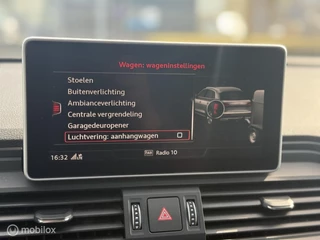 Wagen: wageninstellingen
Stoelen
Buitenverlichting
Ambianceverlichting
Centrale vergrendeling
Garagedeuropener
Luchtvering: aanhangwagen
16:32
Radio 10
mobilox